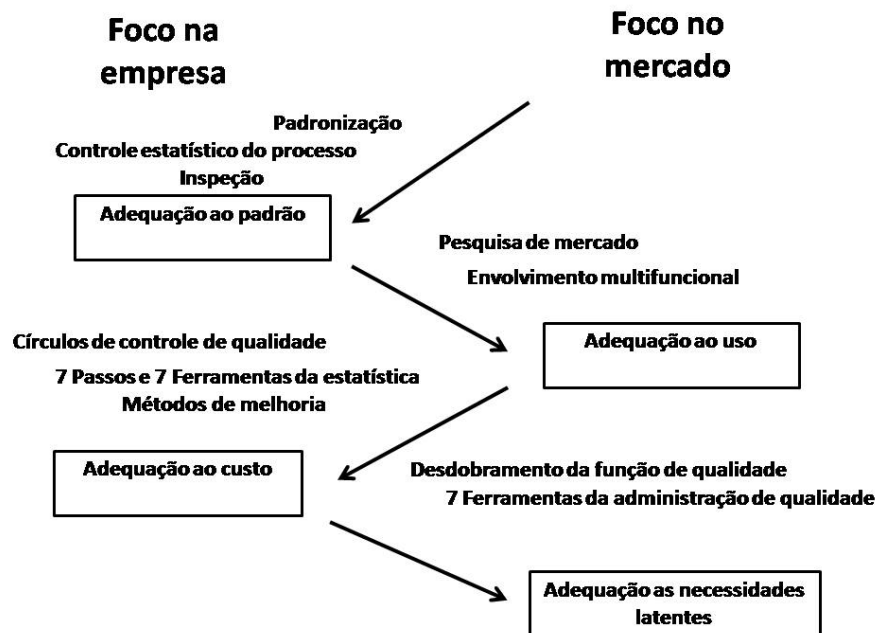 Foco na
empresa
Foco no
mercado
Padronização
Controle estatístico do processo
Inspeção
Adequação ao padrão
Pesquisa de mercado
Envolvimento multifuncional
Círculos de controle de qualidade
7 Passos e 7 Ferramentas da estatística
Métodos de melhoria
Adequação ao uso
Adequação ao custo
Desdobramento da função de qualidade
7 Ferramentas da administração de qualidade
Adequação as necessidades
latentes